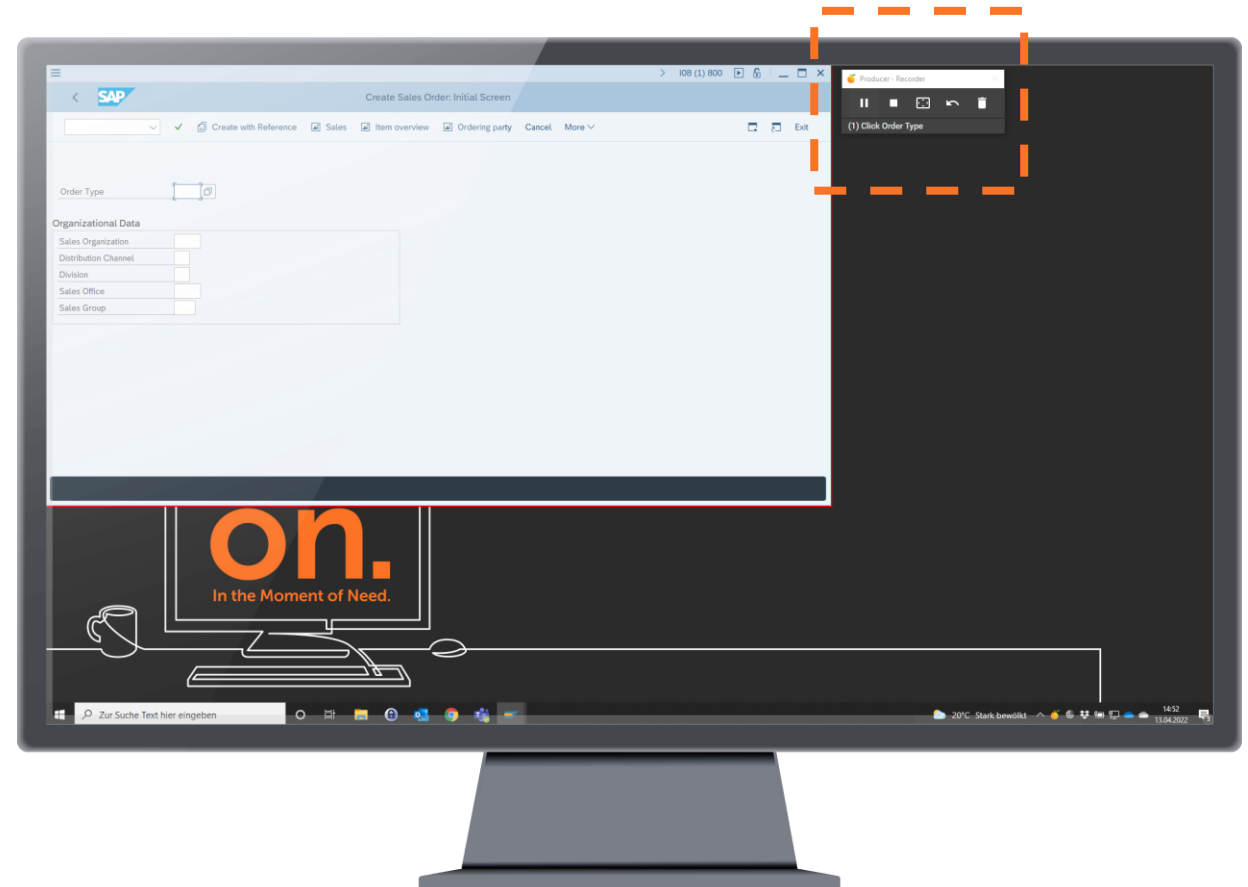 I08 (1) 800
SAP
Create Sales Order: Initial Screen
Create with Reference Sales Item overview Ordering party Cancel More Exit
Order Type
Organizational Data
Sales Organization
Distribution Channel
Division
Sales Office
Sales Group
Producer - Recorder
(1) Click Order Type
on.
In the Moment of Need.
Zur Suche Text hier eingeben
20°C Stark bewölkt
14:52
13.04.2022